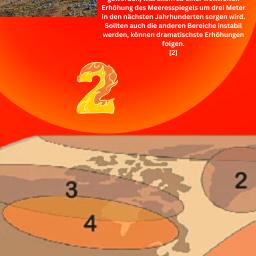 Erhöhung des Meeresspiegels um drei Meter
in den nächsten Jahrhunderten sorgen wird.
Sollten auch die anderen Bereiche instabil
werden, können dramatischste Erhöhungen
folgen.
[2]
2
3
2
4